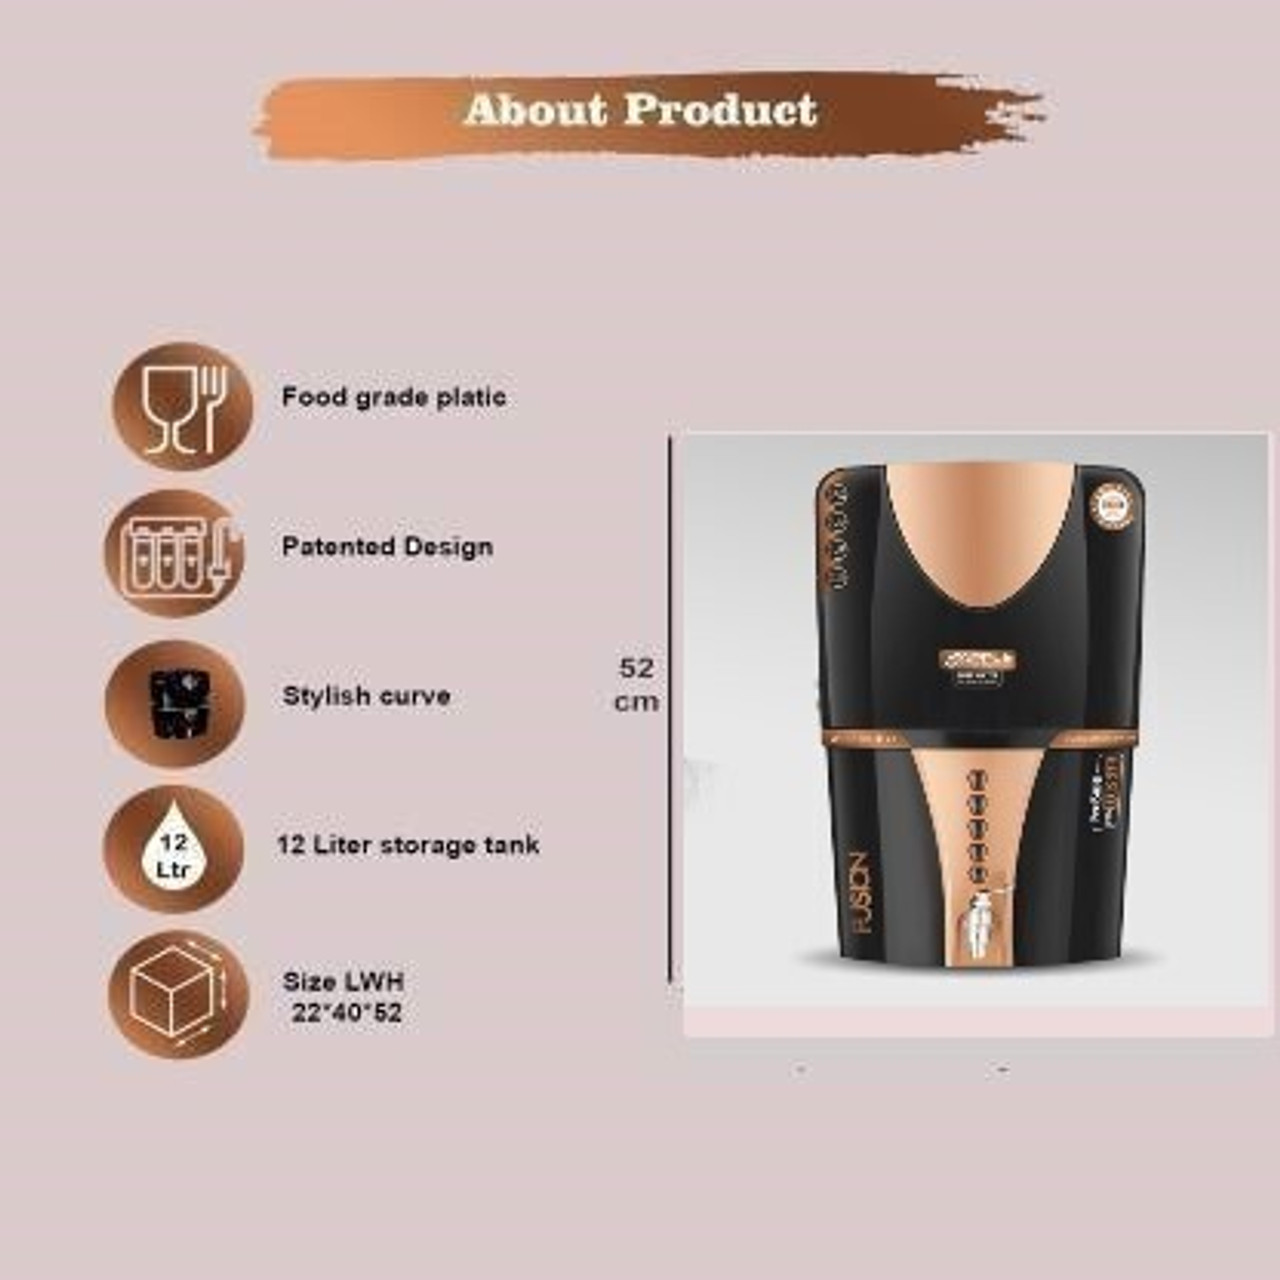 About Product
Food grade platic
Patented Design
Stylish curve
12
Ltr
12 Liter storage tank
Size LWH
22*40*52
52
cm
FUSION